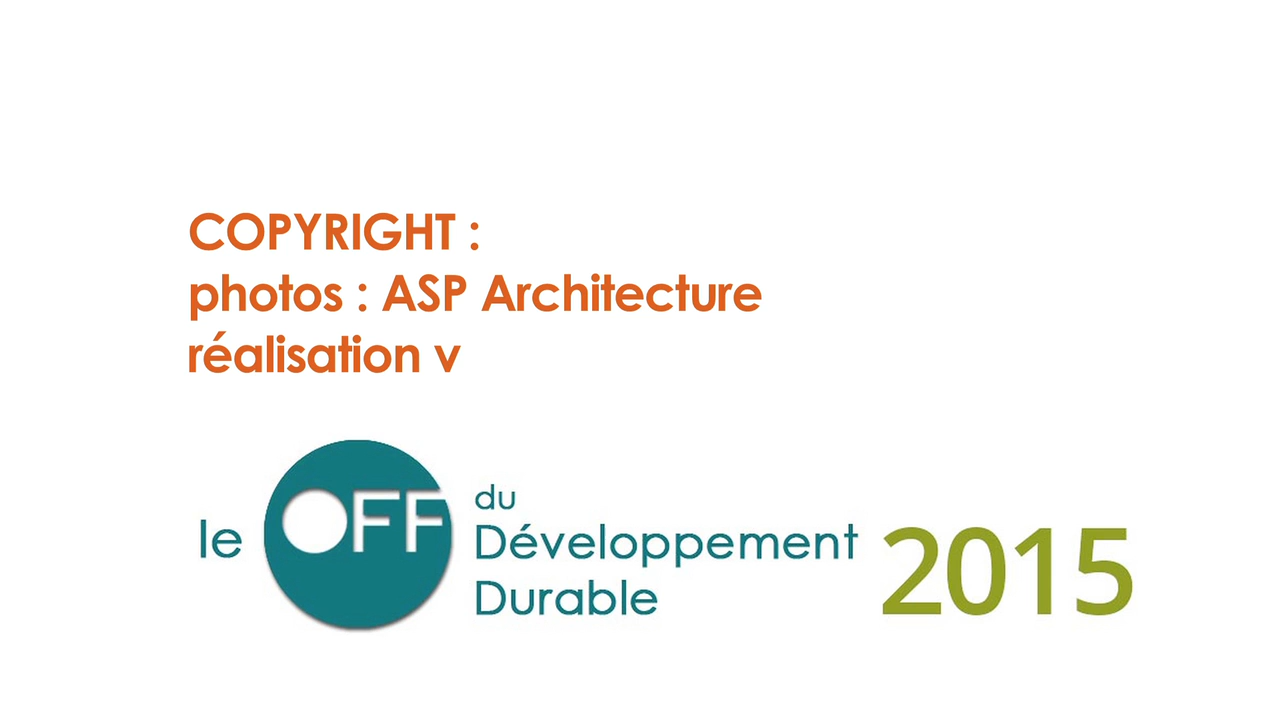 COPYRIGHT :
photos : ASP Architecture
réalisation v
le OFF du
Développement
Durable
2015